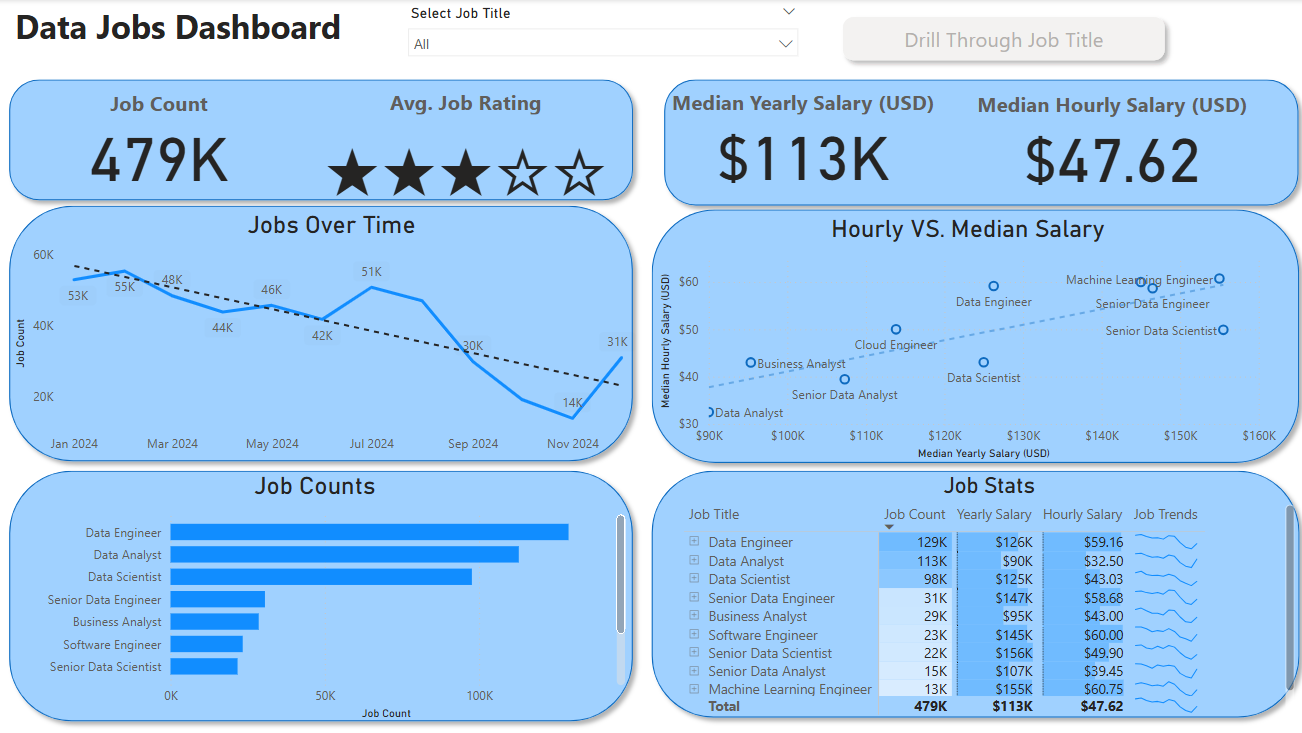 Data Jobs Dashboard
Select Job Title
All
Drill Through Job Title
Job Count
479K
Avg. Job Rating
Median Yearly Salary (USD)
$113K
Median Hourly Salary (USD)
$47.62
Jobs Over Time
Job Count
60K
40K
20K
53K
55K
48K
44K
46K
42K
51K
30K
14K
31K
Jan 2024
Mar 2024
May 2024
Jul 2024
Sep 2024
Nov 2024
Hourly VS. Median Salary
Median Hourly Salary (USD)
$60
$50
$40
$30
Machine Learning Engineer
Data Engineer
Senior Data Engineer
Senior Data Scientist
Cloud Engineer
Business Analyst
Data Scientist
Senior Data Analyst
Data Analyst
$90K
$100K
$110K
$120K
$130K
$140K
$150K
$160K
Median Yearly Salary (USD)
Job Counts
Data Engineer
Data Analyst
Data Scientist
Senior Data Engineer
Business Analyst
Software Engineer
Senior Data Scientist
0K
50K
100K
Job Count
Job Stats
Job Title Job Count Yearly Salary Hourly Salary Job Trends
Data Engineer 129K $126K $59.16
Data Analyst 113K $90K $32.50
Data Scientist 98K $125K $43.03
Senior Data Engineer 31K $147K $58.68
Business Analyst 29K $95K $43.00
Software Engineer 23K $145K $60.00
Senior Data Scientist 22K $156K $49.90
Senior Data Analyst 15K $107K $39.45
Machine Learning Engineer 13K $155K $60.75
Total 479K $113K $47.62